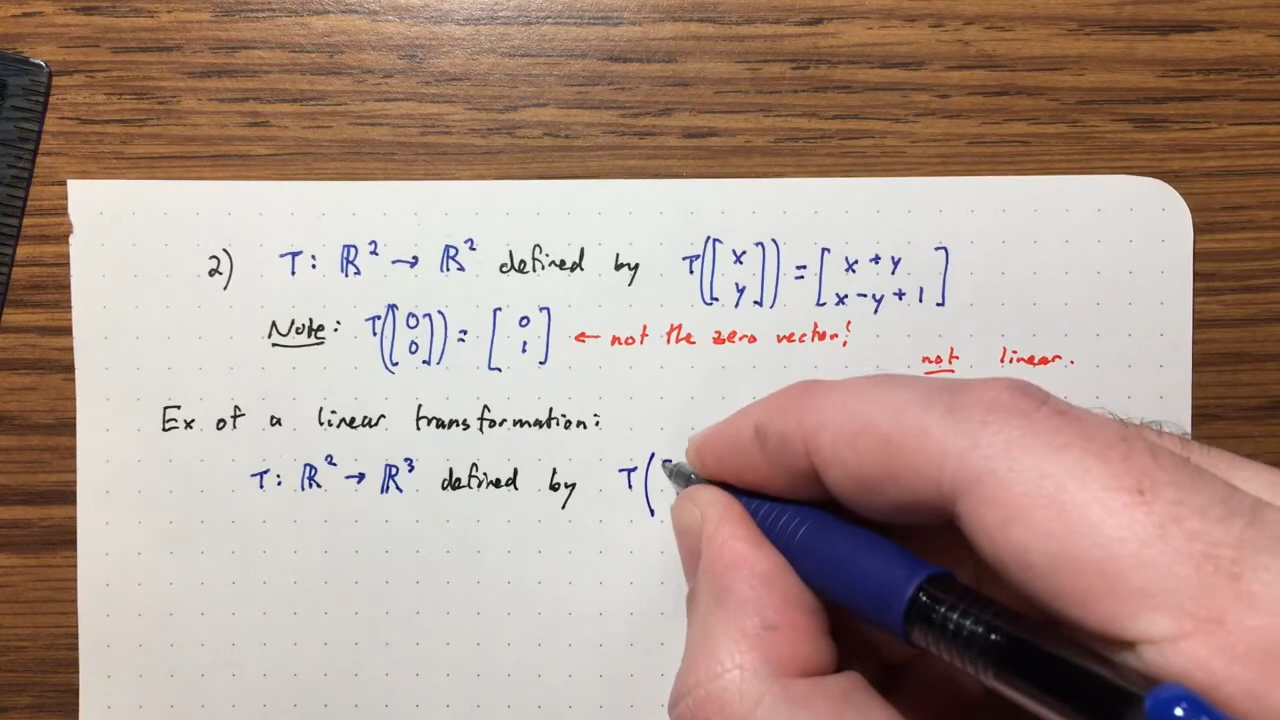 2) T: ℝ² → ℝ² defined by T([x y]) = [x + y x - y + 1]
Note: T([0 0]) = [0 1] ← not the zero vector!
not linear.
Ex of a linear transformation:
T: ℝ² → ℝ³ defined by T([